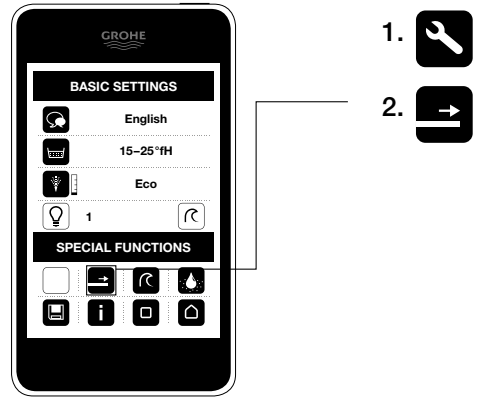 GROHE
1.
BASIC SETTINGS
2.
English
15–25°fH
Eco
1
SPECIAL FUNCTIONS
i